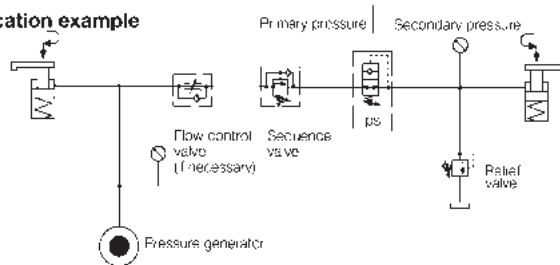 cation example
Primary pressure
Secondary pressure
Flow control
valve
(if necessary)
Sequence
valve
ps
Relief
valve
Pressure generator